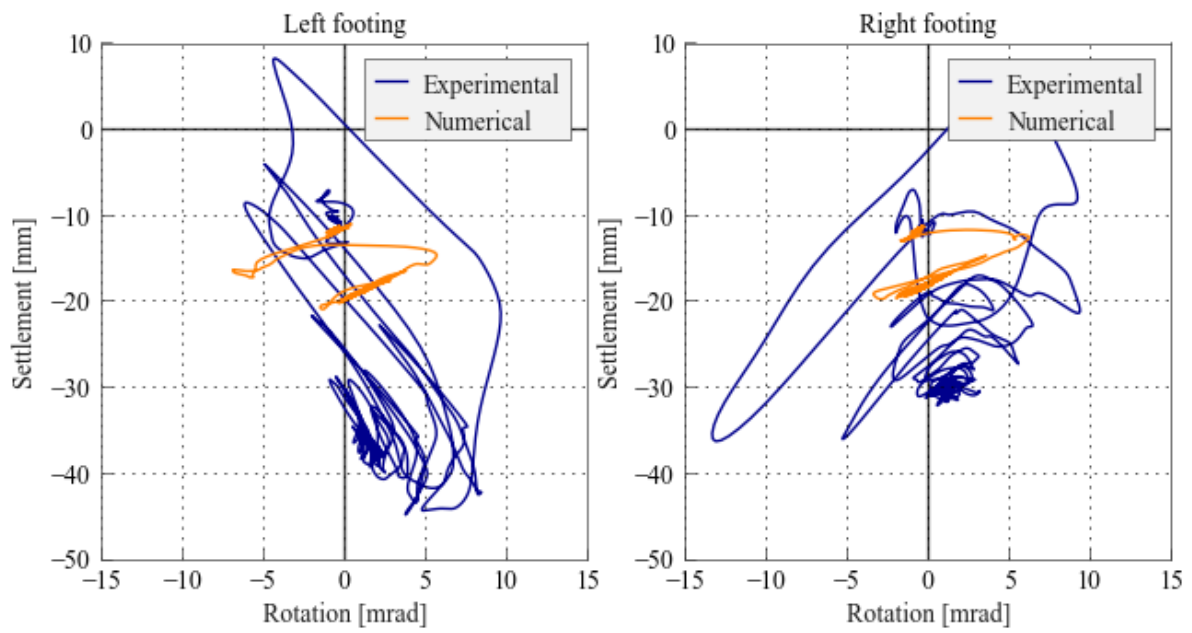 Left footing
Experimental
Numerical
10
0
−10
−20
−30
−40
−50
Settlement [mm]
−15 −10 −5 0 5 10 15
Rotation [mrad]
Right footing
Experimental
Numerical
10
0
−10
−20
−30
−40
−50
Settlement [mm]
−15 −10 −5 0 5 10 15
Rotation [mrad]